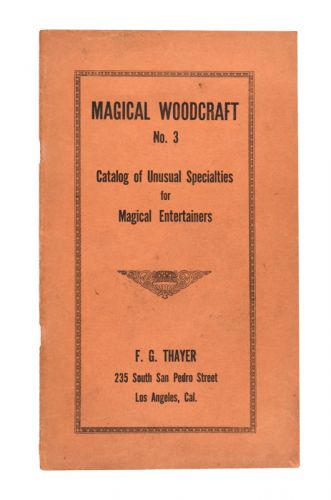 MAGICAL WOODCRAFT
No. 3
Catalog of Unusual Specialties
for
Magical Entertainers
F. G. THAYER
235 South San Pedro Street
Los Angeles, Cal.